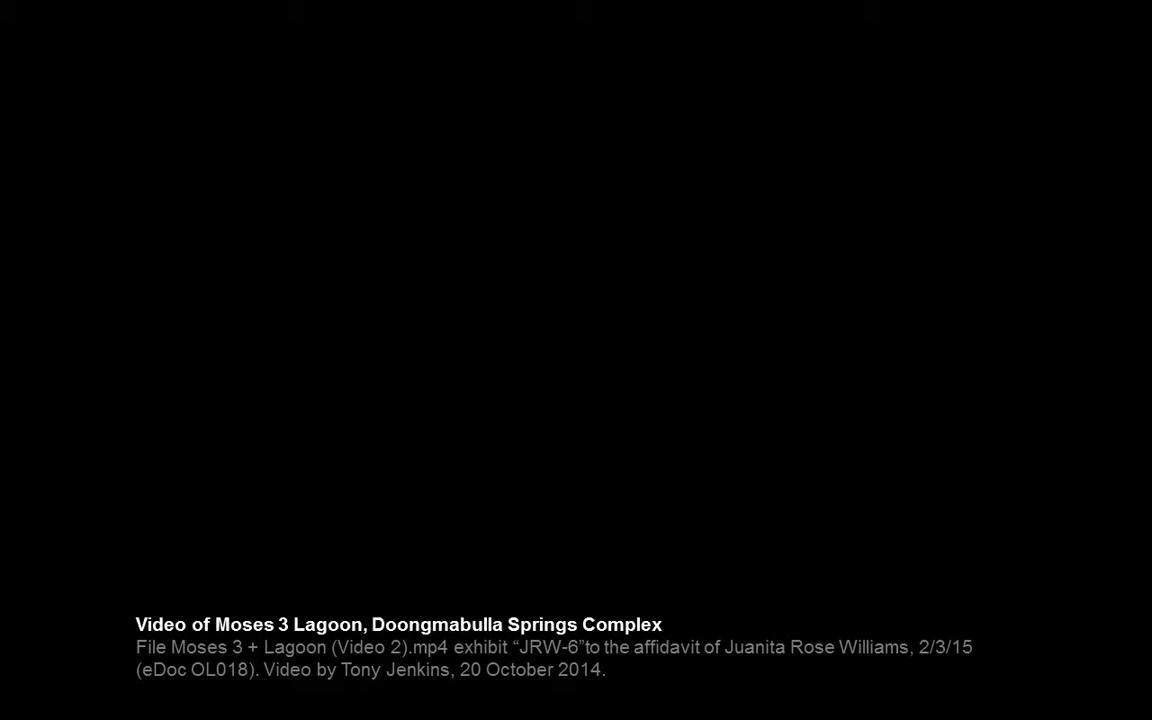 Video of Moses 3 Lagoon, Doongmabulla Springs Complex
File Moses 3 + Lagoon (Video 2).mp4 exhibit “JRW-6”to the affidavit of Juanita Rose Williams, 2/3/15
(eDoc OL018). Video by Tony Jenkins, 20 October 2014.